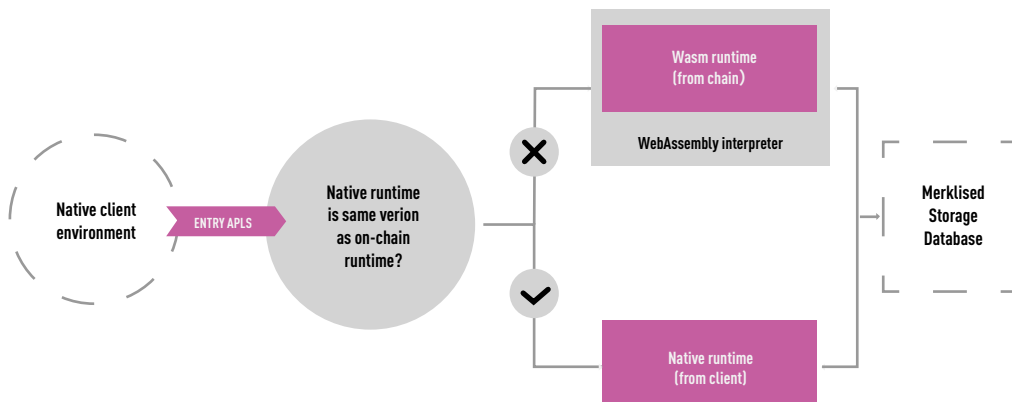 Native client
environment
ENTRY APLS
Native runtime
is same verion
as on-chain
runtime?
Wasm runtime
(from chain)
WebAssembly interpreter
Native runtime
(from client)
Merklised
Storage
Database